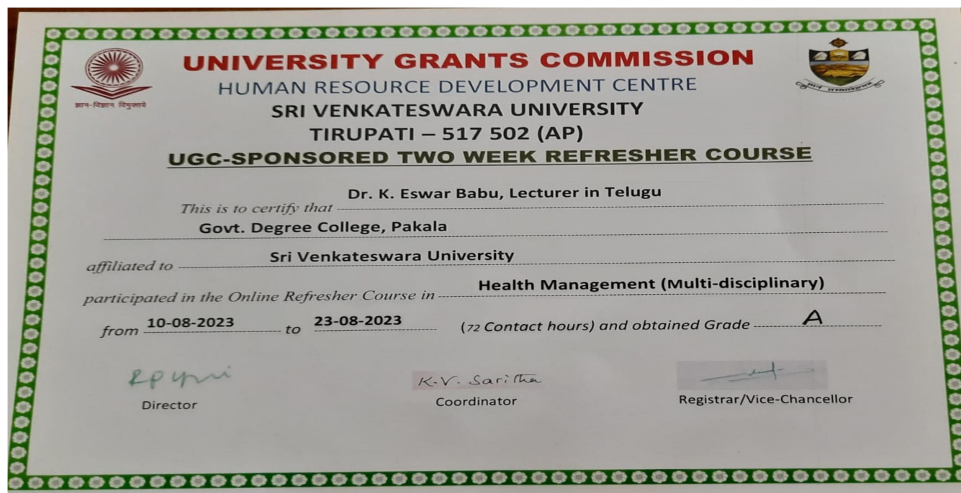 UNIVERSITY GRANTS COMMISSION
HUMAN RESOURCE DEVELOPMENT CENTRE
SRI VENKATESWARA UNIVERSITY
TIRUPATI – 517 502 (AP)
UGC-SPONSORED TWO WEEK REFRESHER COURSE
ज्ञान-विज्ञान विमुक्तये
Dr. K. Eswar Babu, Lecturer in Telugu
This is to certify that
Govt. Degree College, Pakala
affiliated to Sri Venkateswara University
participated in the Online Refresher Course in Health Management (Multi-disciplinary)
from 10-08-2023 to 23-08-2023 (72 Contact hours) and obtained Grade A
K.V. Saritha
Director Coordinator Registrar/Vice-Chancellor